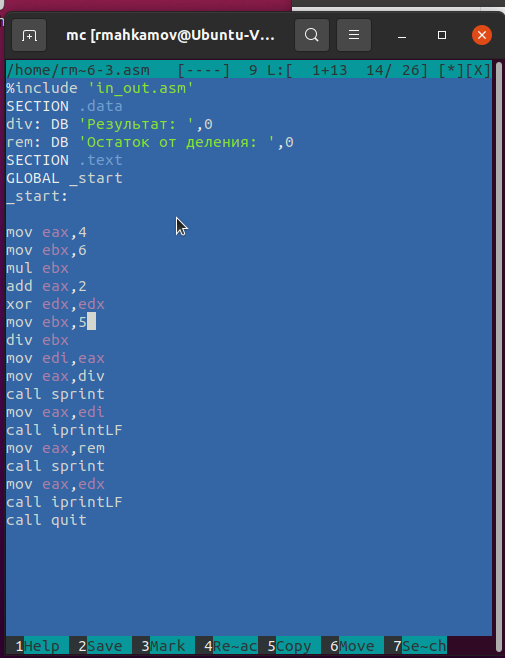 mc [rmahkamov@Ubuntu-V...
/home/rm~6-3.asm   [----]  9 L:[  1+13  14/ 26] [*][X]
%include 'in_out.asm'
SECTION .data
div: DB 'Результат: ',0
rem: DB 'Остаток от деления: ',0
SECTION .text
GLOBAL _start
_start:
mov eax,4
mov ebx,6
mul ebx
add eax,2
xor edx,edx
mov ebx,5
div ebx
mov edi,eax
mov eax,div
call sprint
mov eax,edi
call iprintLF
mov eax,rem
call sprint
mov eax,edx
call iprintLF
call quit
1Help  2Save  3Mark  4Re~ac 5Copy  6Move  7Se~ch